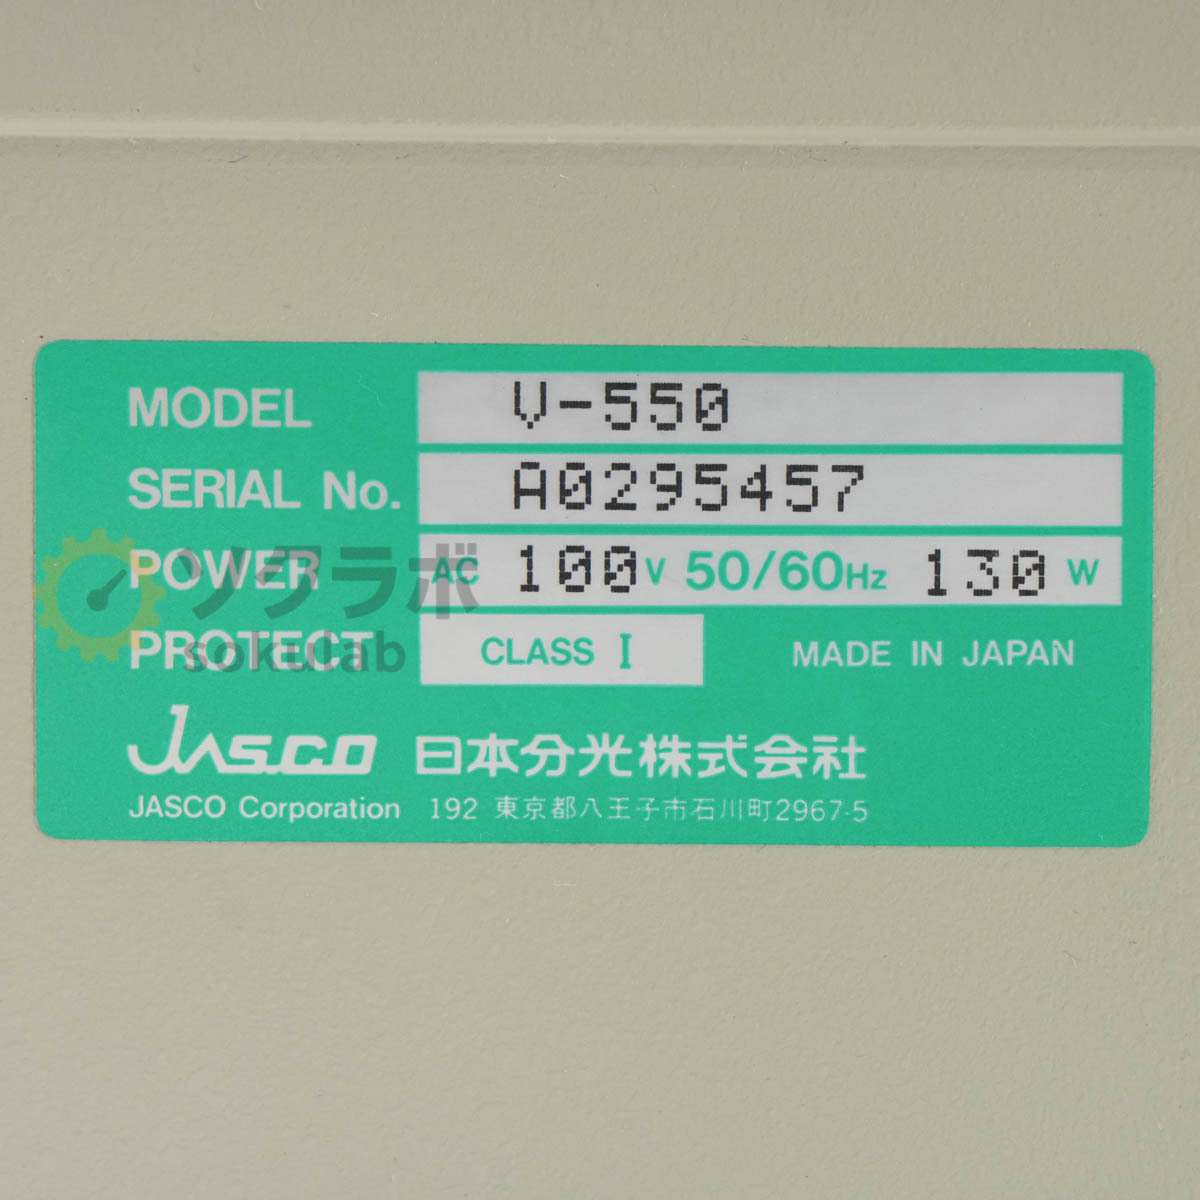 MODEL V-550
SERIAL No. A0295457
POWER AC 100V 50/60Hz 130 W
ソクラボ
PROTECT CLASS I MADE IN JAPAN
sokulab
JASCO 日本分光株式会社
JASCO Corporation 192 東京都八王子市石川町2967-5